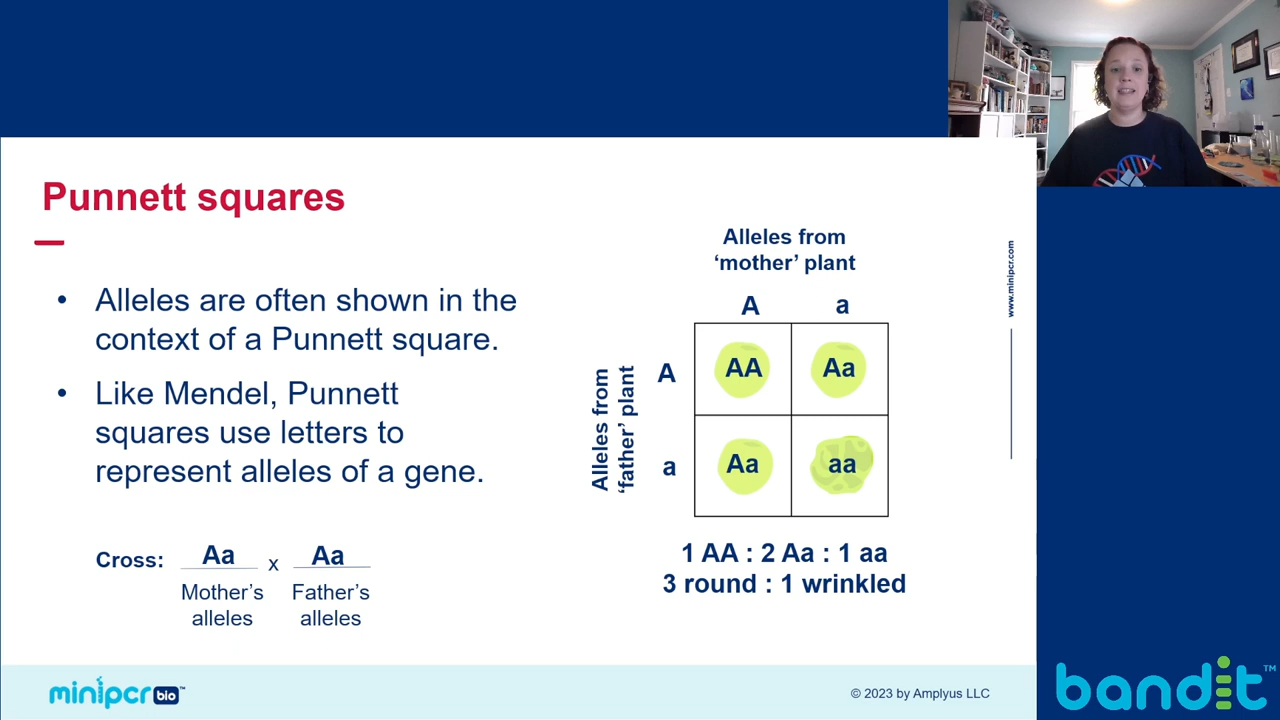 Punnett squares
• Alleles are often shown in the
context of a Punnett square.
• Like Mendel, Punnett
squares use letters to
represent alleles of a gene.
Cross: Aa x Aa
Mother's Father's
alleles alleles
Alleles from
‘mother’ plant
A a
Alleles from
‘father’ plant
A AA Aa
a Aa aa
1 AA : 2 Aa : 1 aa
3 round : 1 wrinkled
www.minipcr.com
minipcr bio™
© 2023 by Amplyus LLC
bandit™